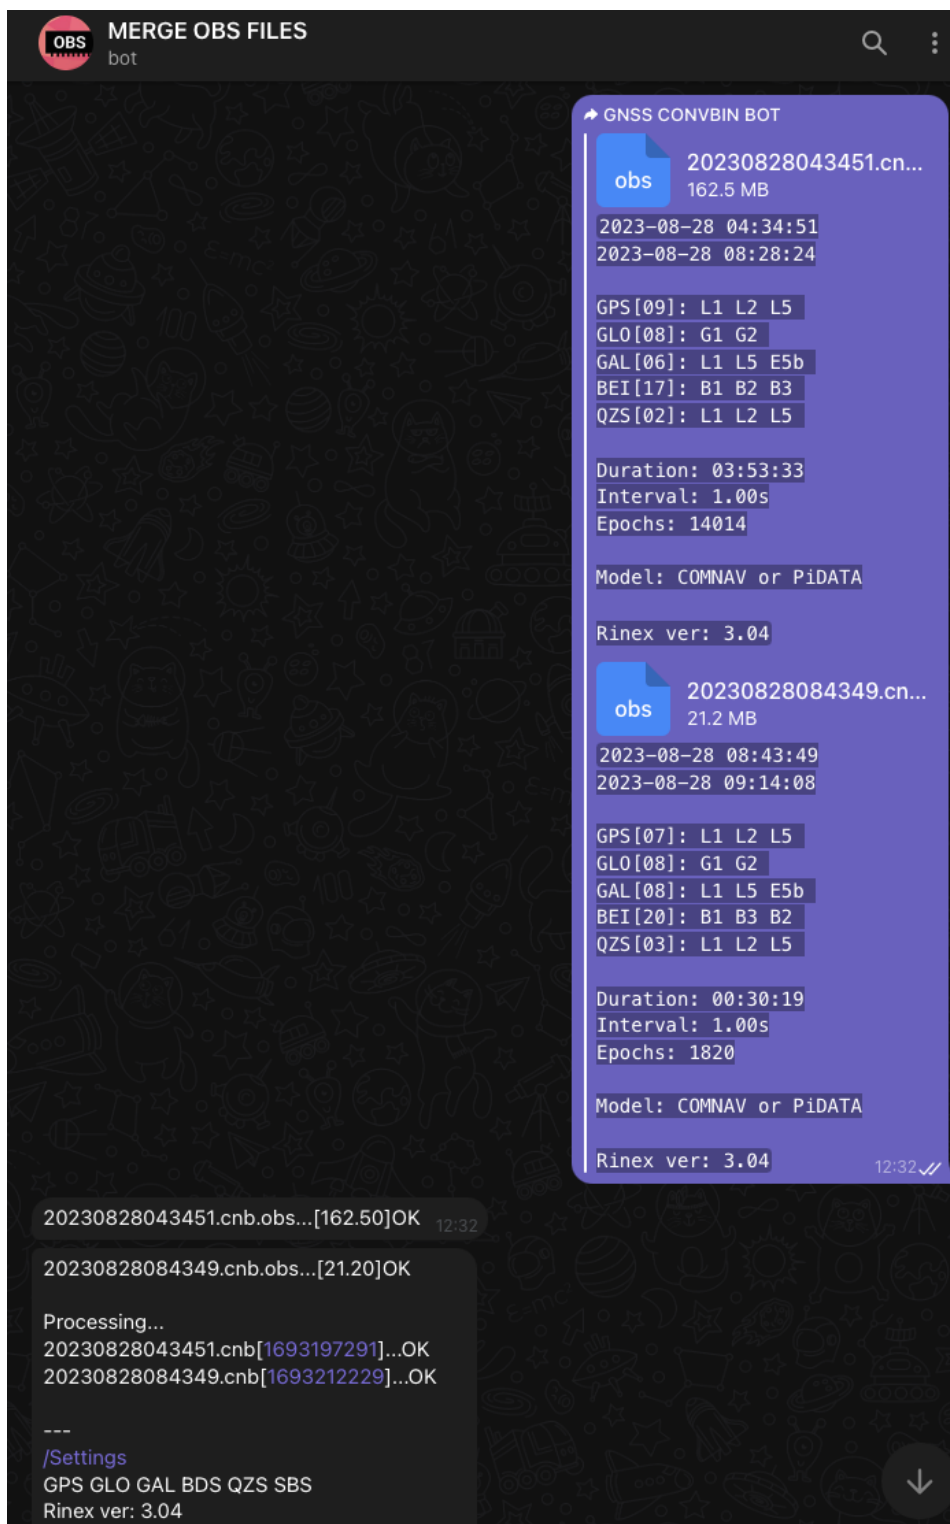 OBS
MERGE OBS FILES
bot
GNSS CONVBIN BOT
obs
20230828043451.cn...
162.5 MB
2023-08-28 04:34:51
2023-08-28 08:28:24
GPS[09]: L1 L2 L5
GLO[08]: G1 G2
GAL[06]: L1 L5 E5b
BEI[17]: B1 B2 B3
QZS[02]: L1 L2 L5
Duration: 03:53:33
Interval: 1.00s
Epochs: 14014
Model: COMNAV or PiDATA
Rinex ver: 3.04
obs
20230828084349.cn...
21.2 MB
2023-08-28 08:43:49
2023-08-28 09:14:08
GPS[07]: L1 L2 L5
GLO[08]: G1 G2
GAL[08]: L1 L5 E5b
BEI[20]: B1 B3 B2
QZS[03]: L1 L2 L5
Duration: 00:30:19
Interval: 1.00s
Epochs: 1820
Model: COMNAV or PiDATA
Rinex ver: 3.04
12:32
20230828043451.cnb.obs...[162.50]OK 12:32
20230828084349.cnb.obs...[21.20]OK
Processing...
20230828043451.cnb[1693197291]...OK
20230828084349.cnb[1693212229]...OK
---
/Settings
GPS GLO GAL BDS QZS SBS
Rinex ver: 3.04